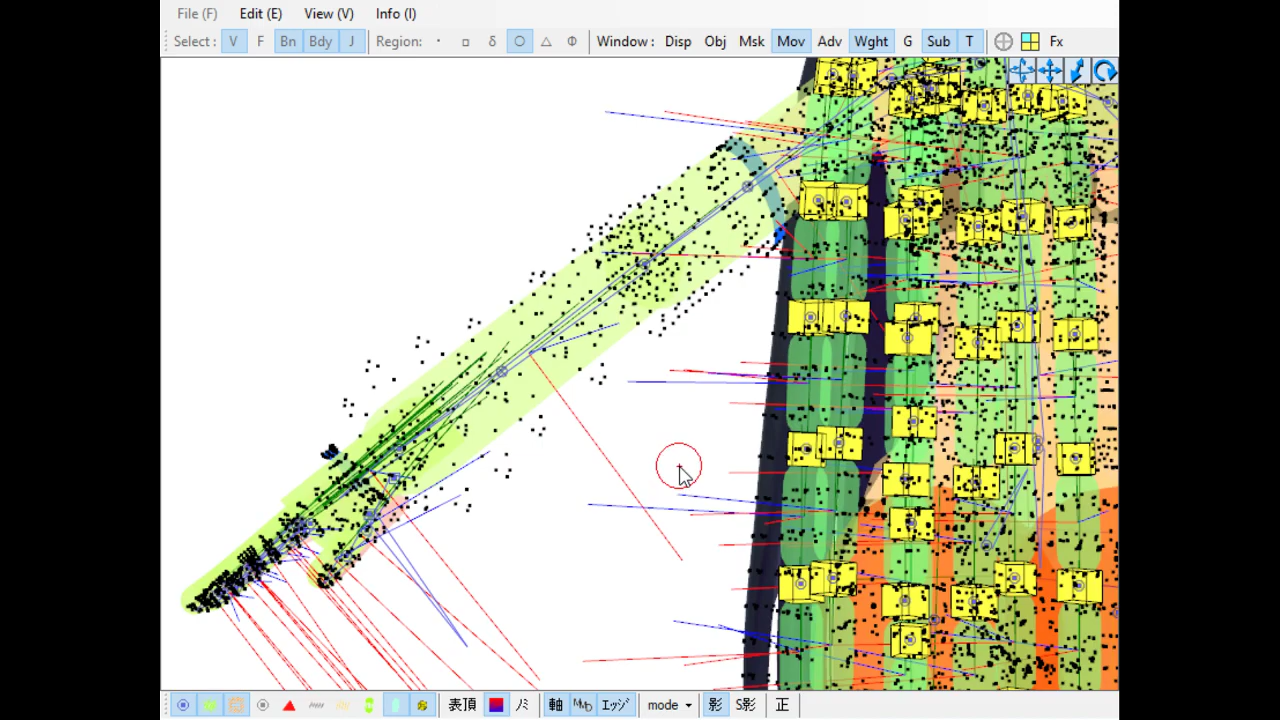 File (F) Edit (E) View (V) Info (I)
Select : V F Bn Bdy J Region: Window : Disp Obj Msk Mov Adv Wght G Sub T Fx
表頂 軸 エッジ mode 影 S影 正